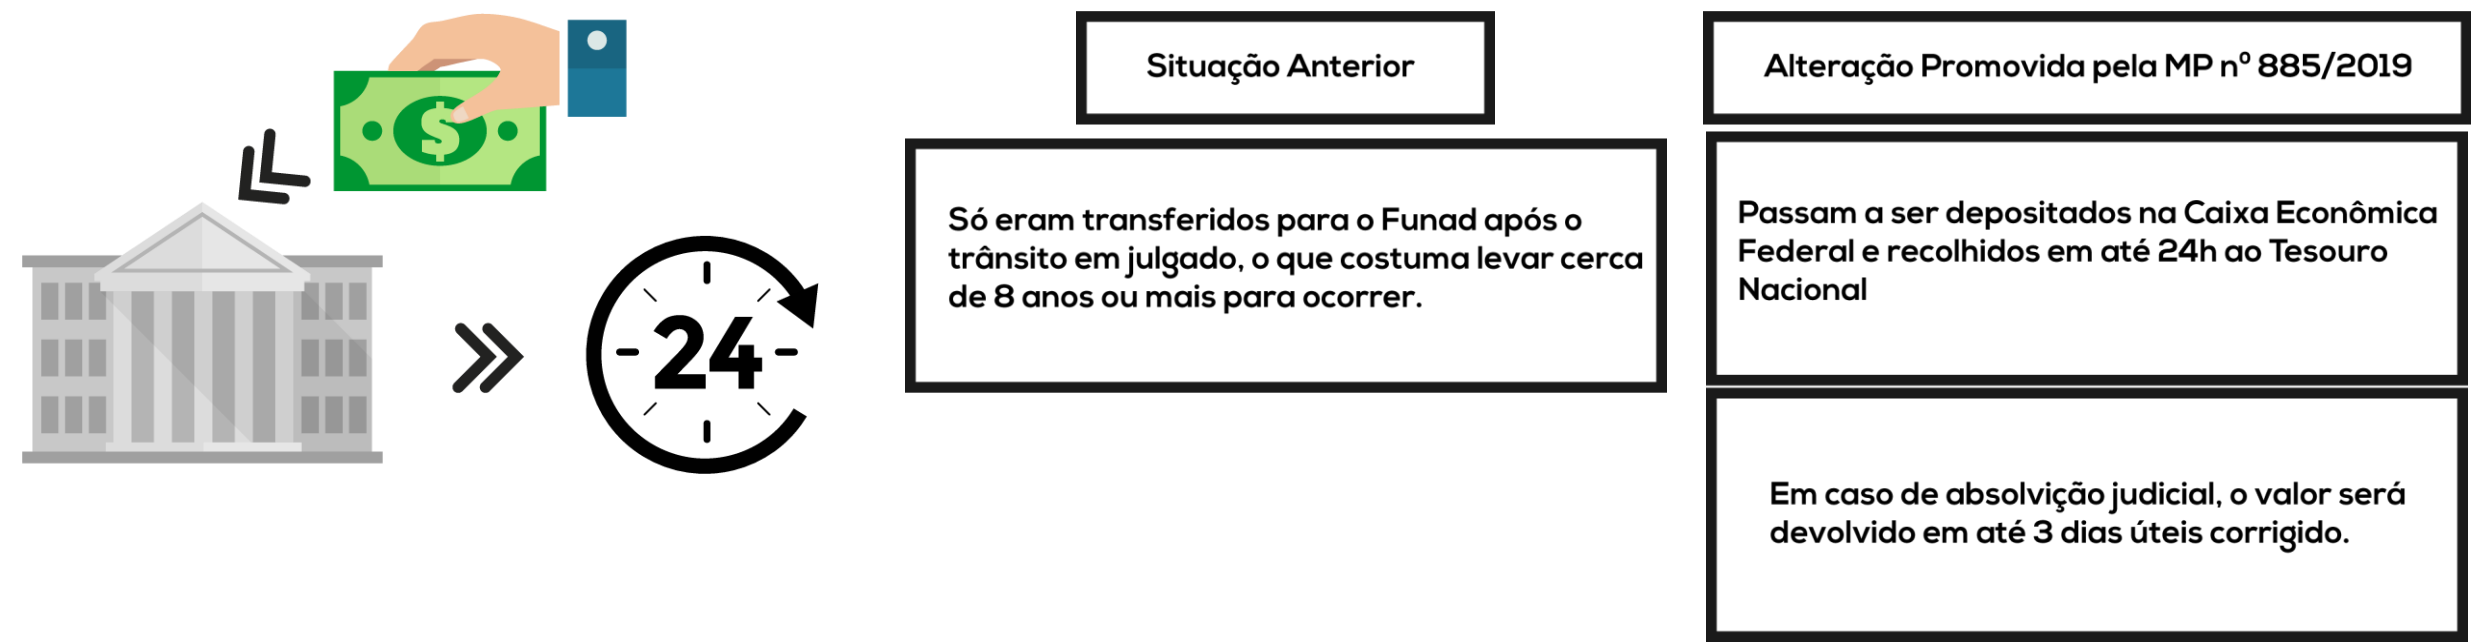 $
24
Situação Anterior
Só eram transferidos para o Funad após o
trânsito em julgado, o que costuma levar cerca
de 8 anos ou mais para ocorrer.
Alteração Promovida pela MP nº 885/2019
Passam a ser depositados na Caixa Econômica
Federal e recolhidos em até 24h ao Tesouro
Nacional
Em caso de absolvição judicial, o valor será
devolvido em até 3 dias úteis corrigido.